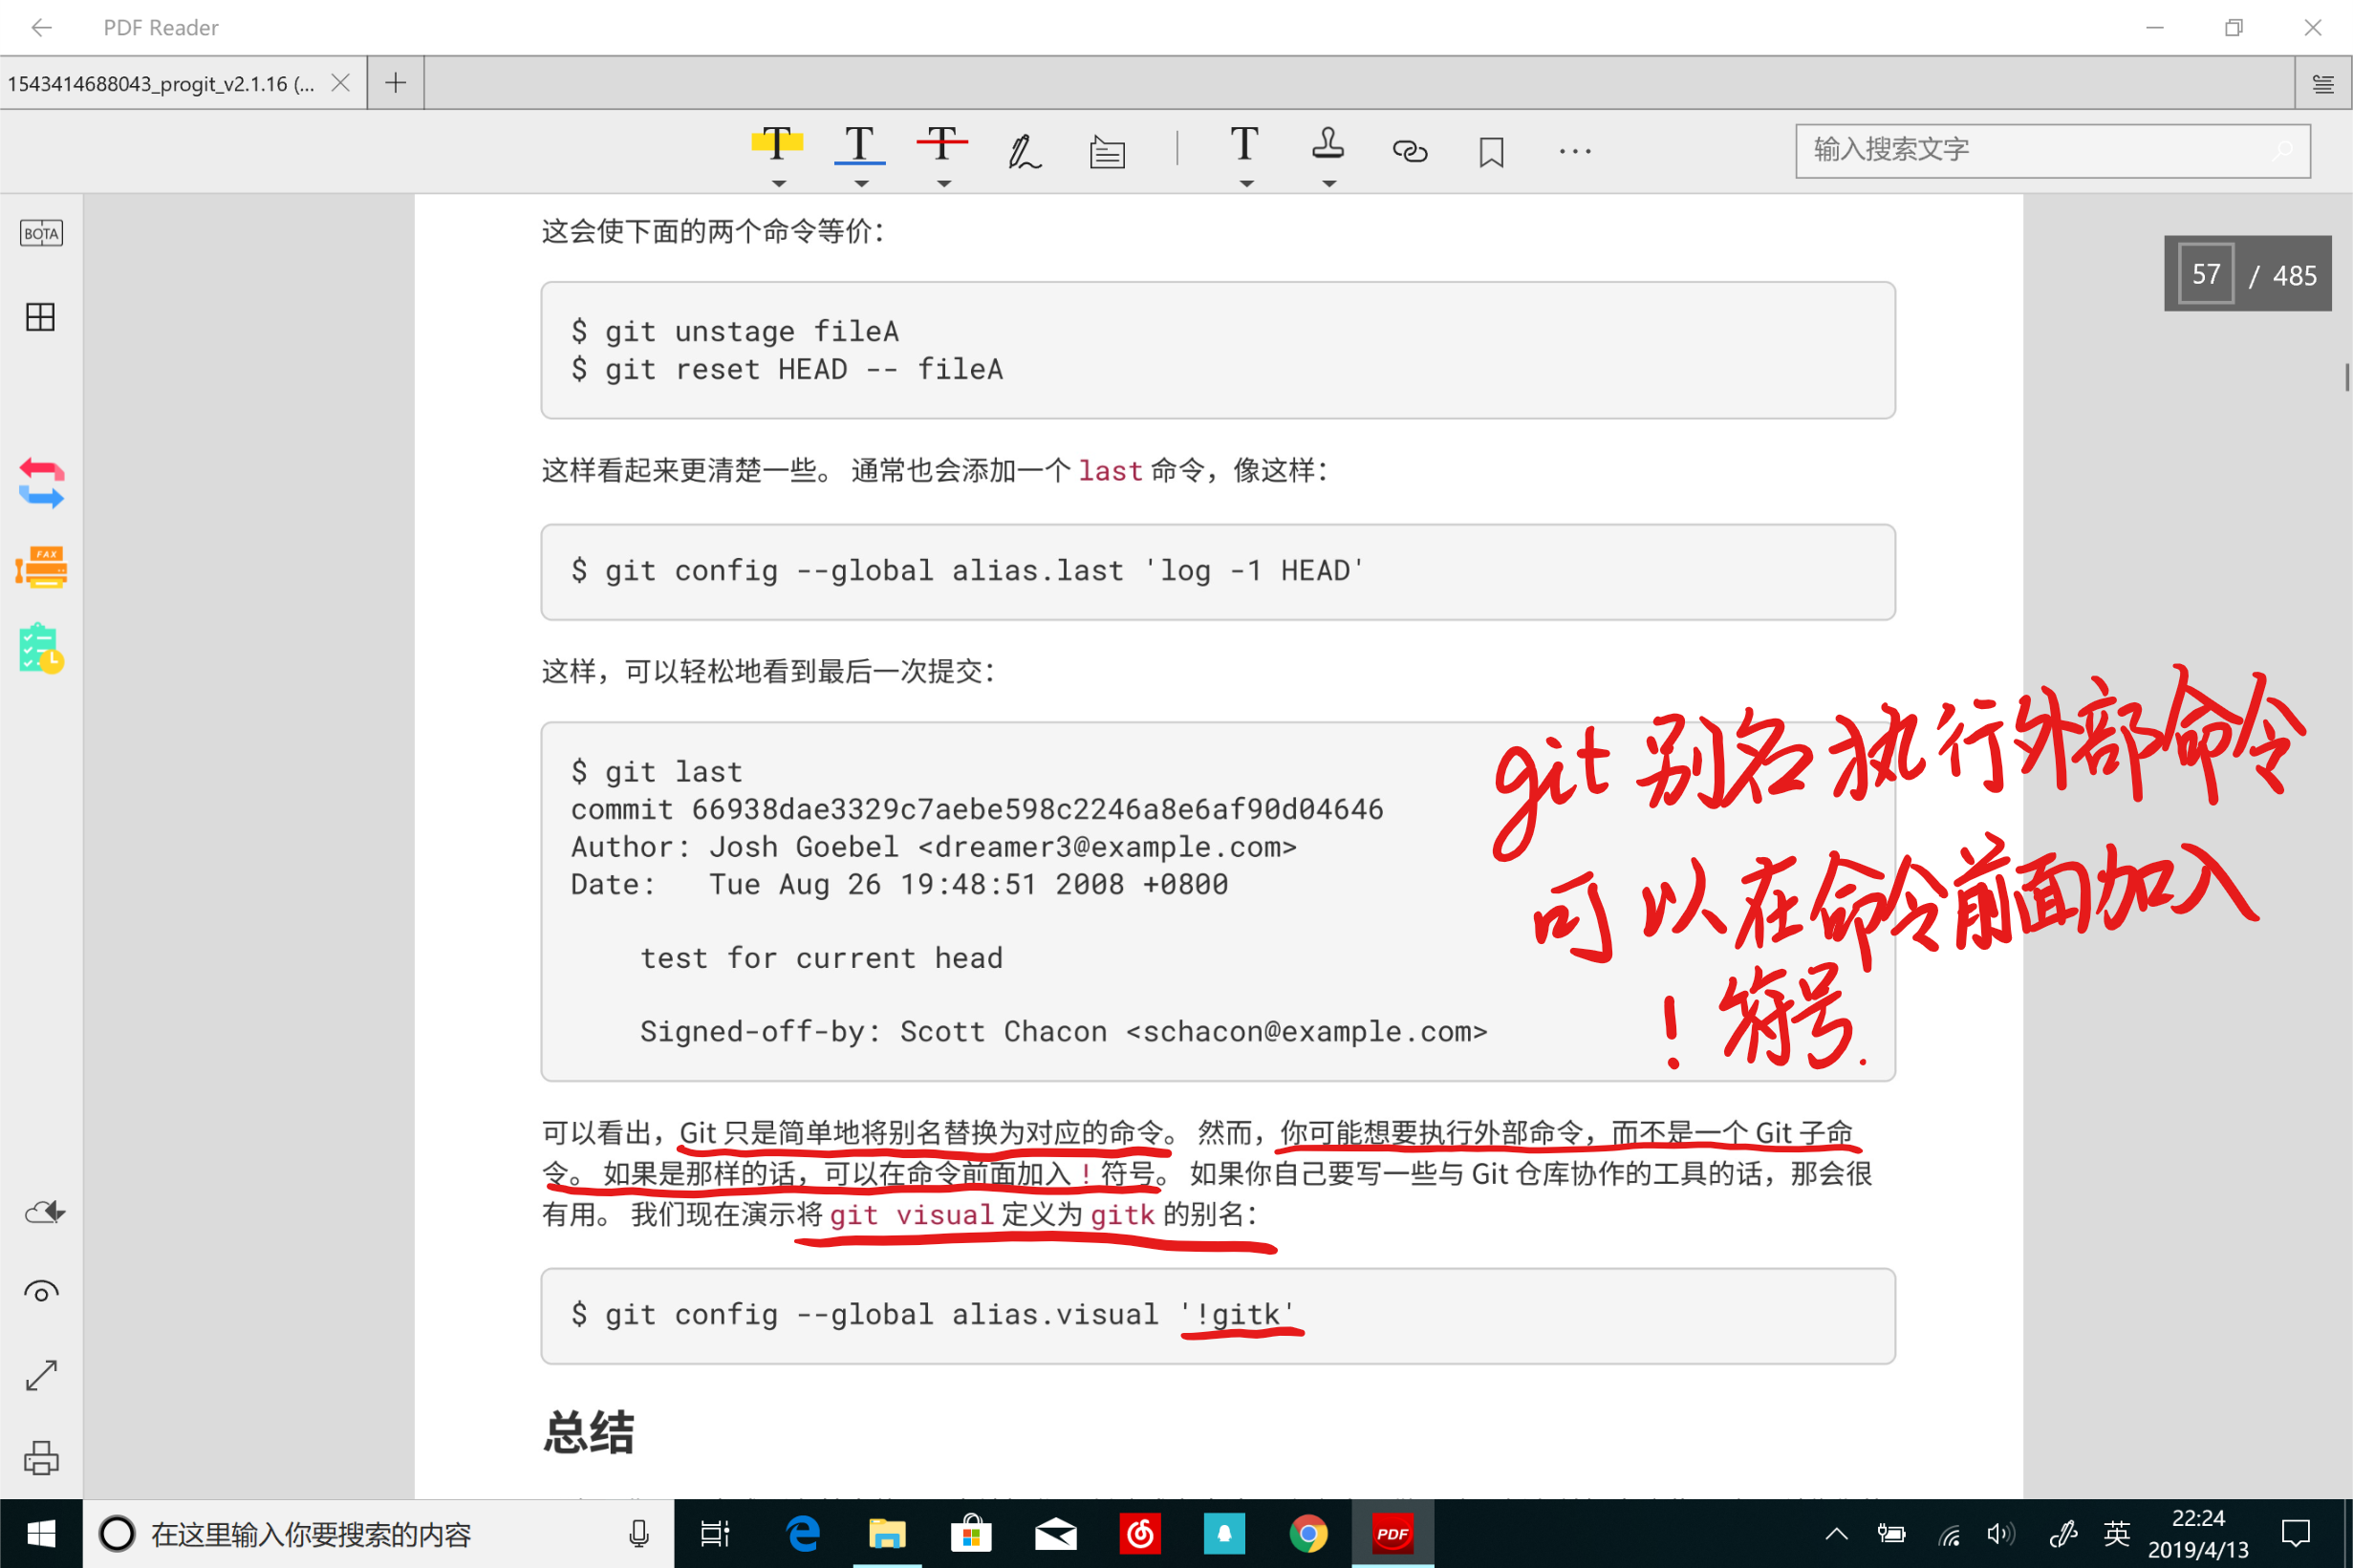 PDF Reader
1543414688043_progit_v2.1.16 (...
输入搜索文字
BOTA
57 / 485
这会使下面的两个命令等价：
$ git unstage fileA
$ git reset HEAD -- fileA
这样看起来更清楚一些。 通常也会添加一个 last 命令，像这样：
$ git config --global alias.last 'log -1 HEAD'
FAX
这样，可以轻松地看到最后一次提交：
$ git last
commit 66938dae3329c7aebe598c2246a8e6af90d04646
Author: Josh Goebel <dreamer3@example.com>
Date:   Tue Aug 26 19:48:51 2008 +0800
test for current head
Signed-off-by: Scott Chacon <schacon@example.com>
git 别名执行外部命令
可以在命令前面加入
！符号.
可以看出，Git 只是简单地将别名替换为对应的命令。 然而，你可能想要执行外部命令，而不是一个 Git 子命
令。 如果是那样的话，可以在命令前面加入 ! 符号。 如果你自己要写一些与 Git 仓库协作的工具的话，那会很
有用。 我们现在演示将 git visual 定义为 gitk 的别名：
$ git config --global alias.visual '!gitk'
总结
在这里输入你要搜索的内容
PDF
英
22:24
2019/4/13